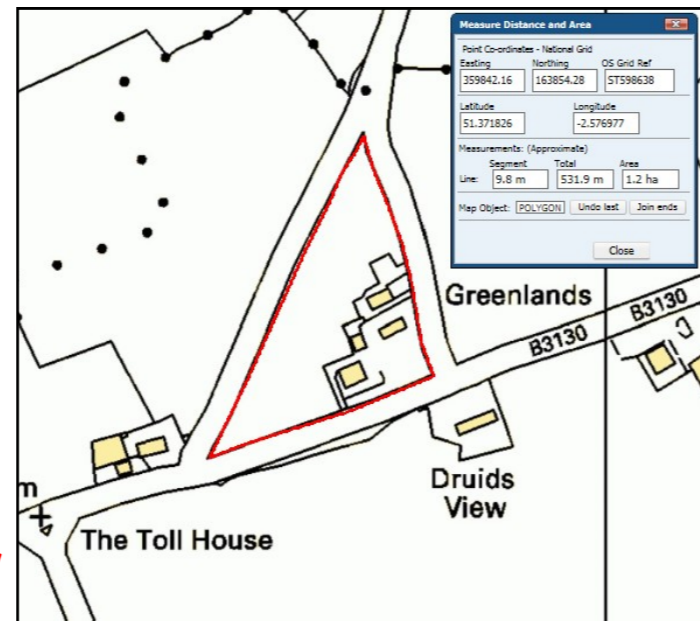 Measure Distance and Area
Point Co-ordinates - National Grid
Easting Northing OS Grid Ref
359842.16 163854.28 ST598638
Latitude Longitude
51.371826 -2.576977
Measurements: (Approximate)
Segment Total Area
Line: 9.8 m 531.9 m 1.2 ha
Map Object: POLYGON Undo last Join ends
Close
Greenlands
B3130
B3130
Druids
View
m
The Toll House